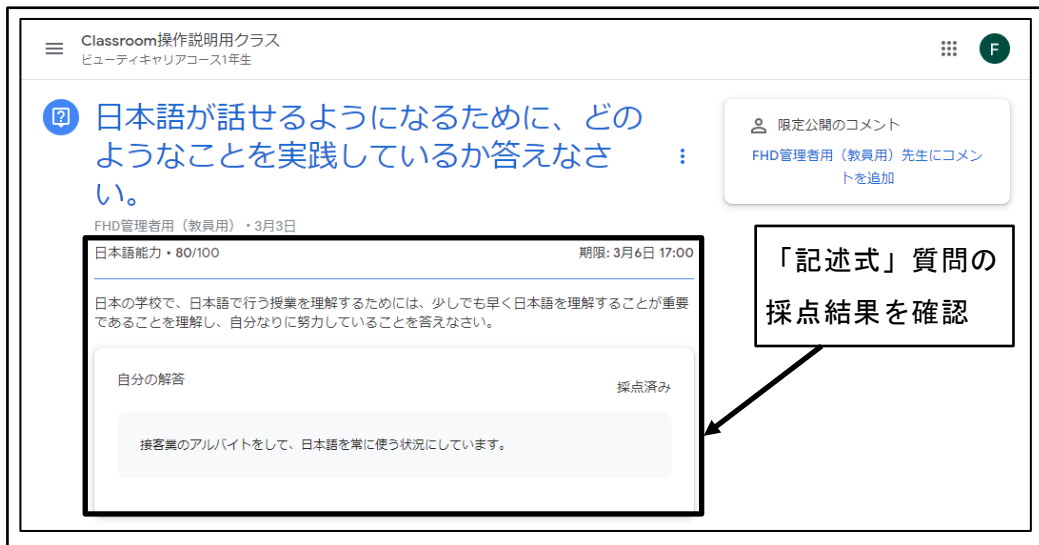 Classroom操作説明用クラス
ビューティキャリアコース1年生
F
日本語が話せるようになるために、どの
ようなことを実践しているか答えなさ
い。
FHD管理者用（教員用）・3月3日
限定公開のコメント
FHD管理者用（教員用）先生にコメン
トを追加
日本語能力・80/100
期限: 3月6日 17:00
日本の学校で、日本語で行う授業を理解するためには、少しでも早く日本語を理解することが重要
であることを理解し、自分なりに努力していることを答えなさい。
自分の解答
採点済み
接客業のアルバイトをして、日本語を常に使う状況にしています。
「記述式」質問の
採点結果を確認